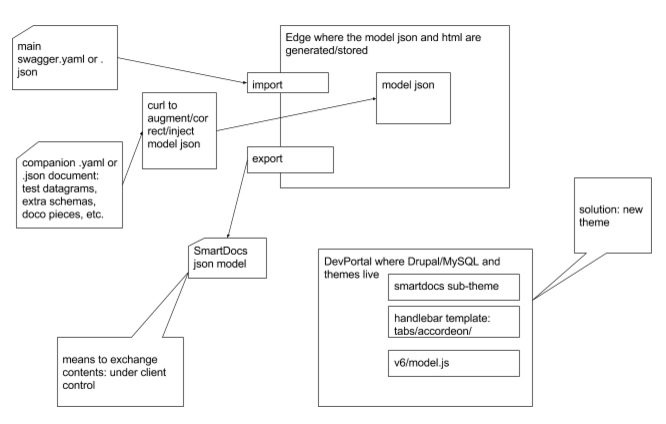 main
swagger.yaml or .
json
Edge where the model json and html are
generated/stored
import
model json
curl to
augment/cor
rect/inject
model json
export
companion .yaml or
.json document:
test datagrams,
extra schemas,
doco pieces, etc.
solution: new
theme
SmartDocs
json model
DevPortal where Drupal/MySQL and
themes live
smartdocs sub-theme
handlebar template:
tabs/accordeon/
v6/model.js
means to exchange
contents: under client
control